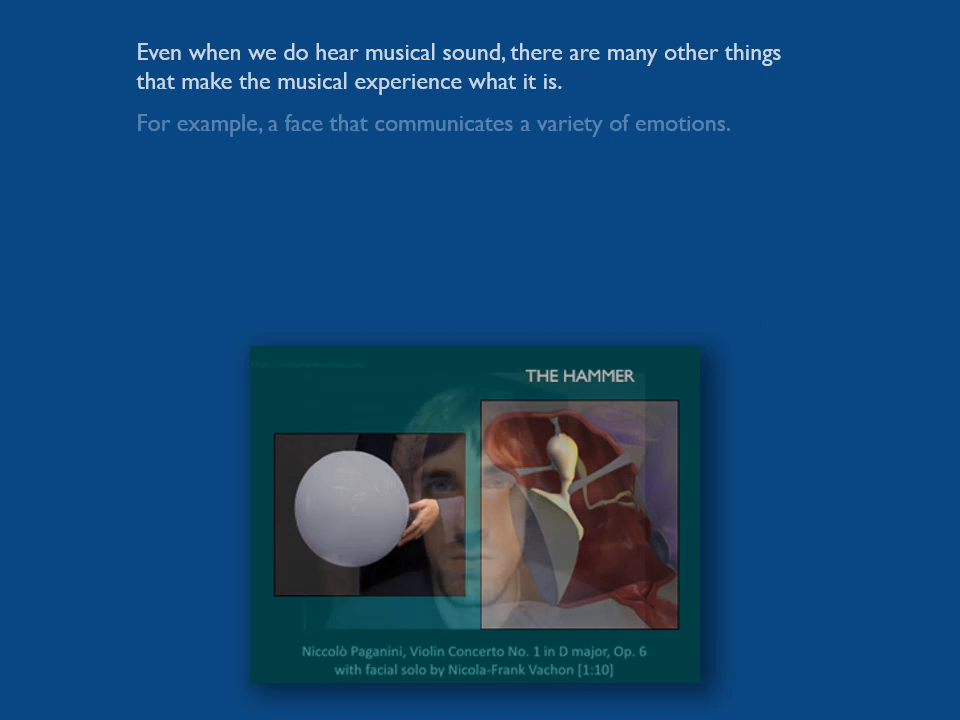 Even when we do hear musical sound, there are many other things
that make the musical experience what it is.
For example, a face that communicates a variety of emotions.
THE HAMMER
Niccolò Paganini, Violin Concerto No. 1 in D major, Op. 6
with facial solo by Nicola-Frank Vachon [1:10]